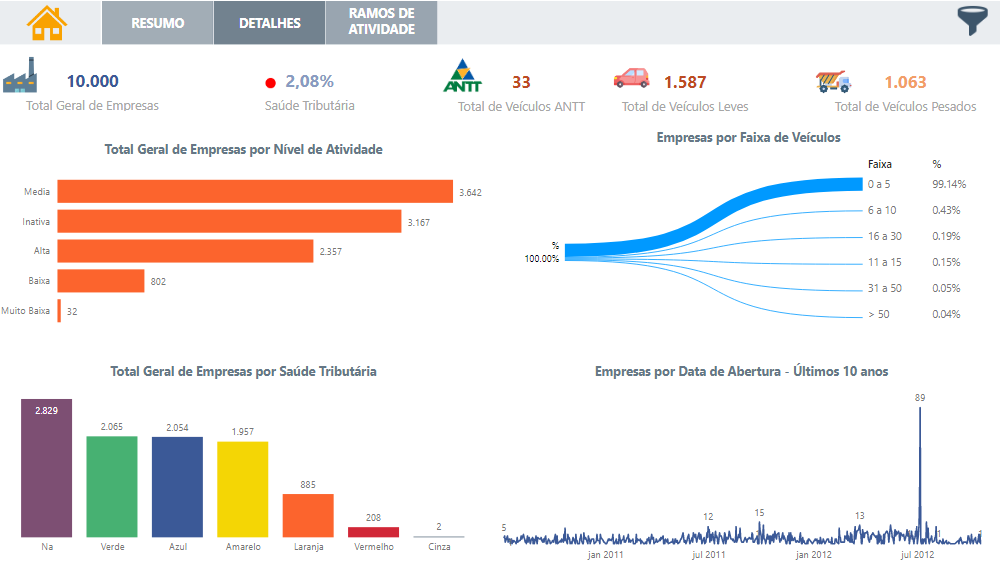 RESUMO
DETALHES
RAMOS DE
ATIVIDADE
10.000
Total Geral de Empresas
2,08%
Saúde Tributária
ANTT
33
Total de Veículos ANTT
1.587
Total de Veículos Leves
1.063
Total de Veículos Pesados
Total Geral de Empresas por Nível de Atividade
Media
3.642
Inativa
3.167
Alta
2.357
Baixa
802
Muito Baixa
32
Empresas por Faixa de Veículos
Faixa %
%
100.00%
0 a 5 99.14%
6 a 10 0.43%
16 a 30 0.19%
11 a 15 0.15%
31 a 50 0.05%
> 50 0.04%
Total Geral de Empresas por Saúde Tributária
2.829
2.065
2.054
1.957
885
208
2
Na Verde Azul Amarelo Laranja Vermelho Cinza
Empresas por Data de Abertura - Últimos 10 anos
5
12
15
13
89
1
1
jan 2011 jul 2011 jan 2012 jul 2012